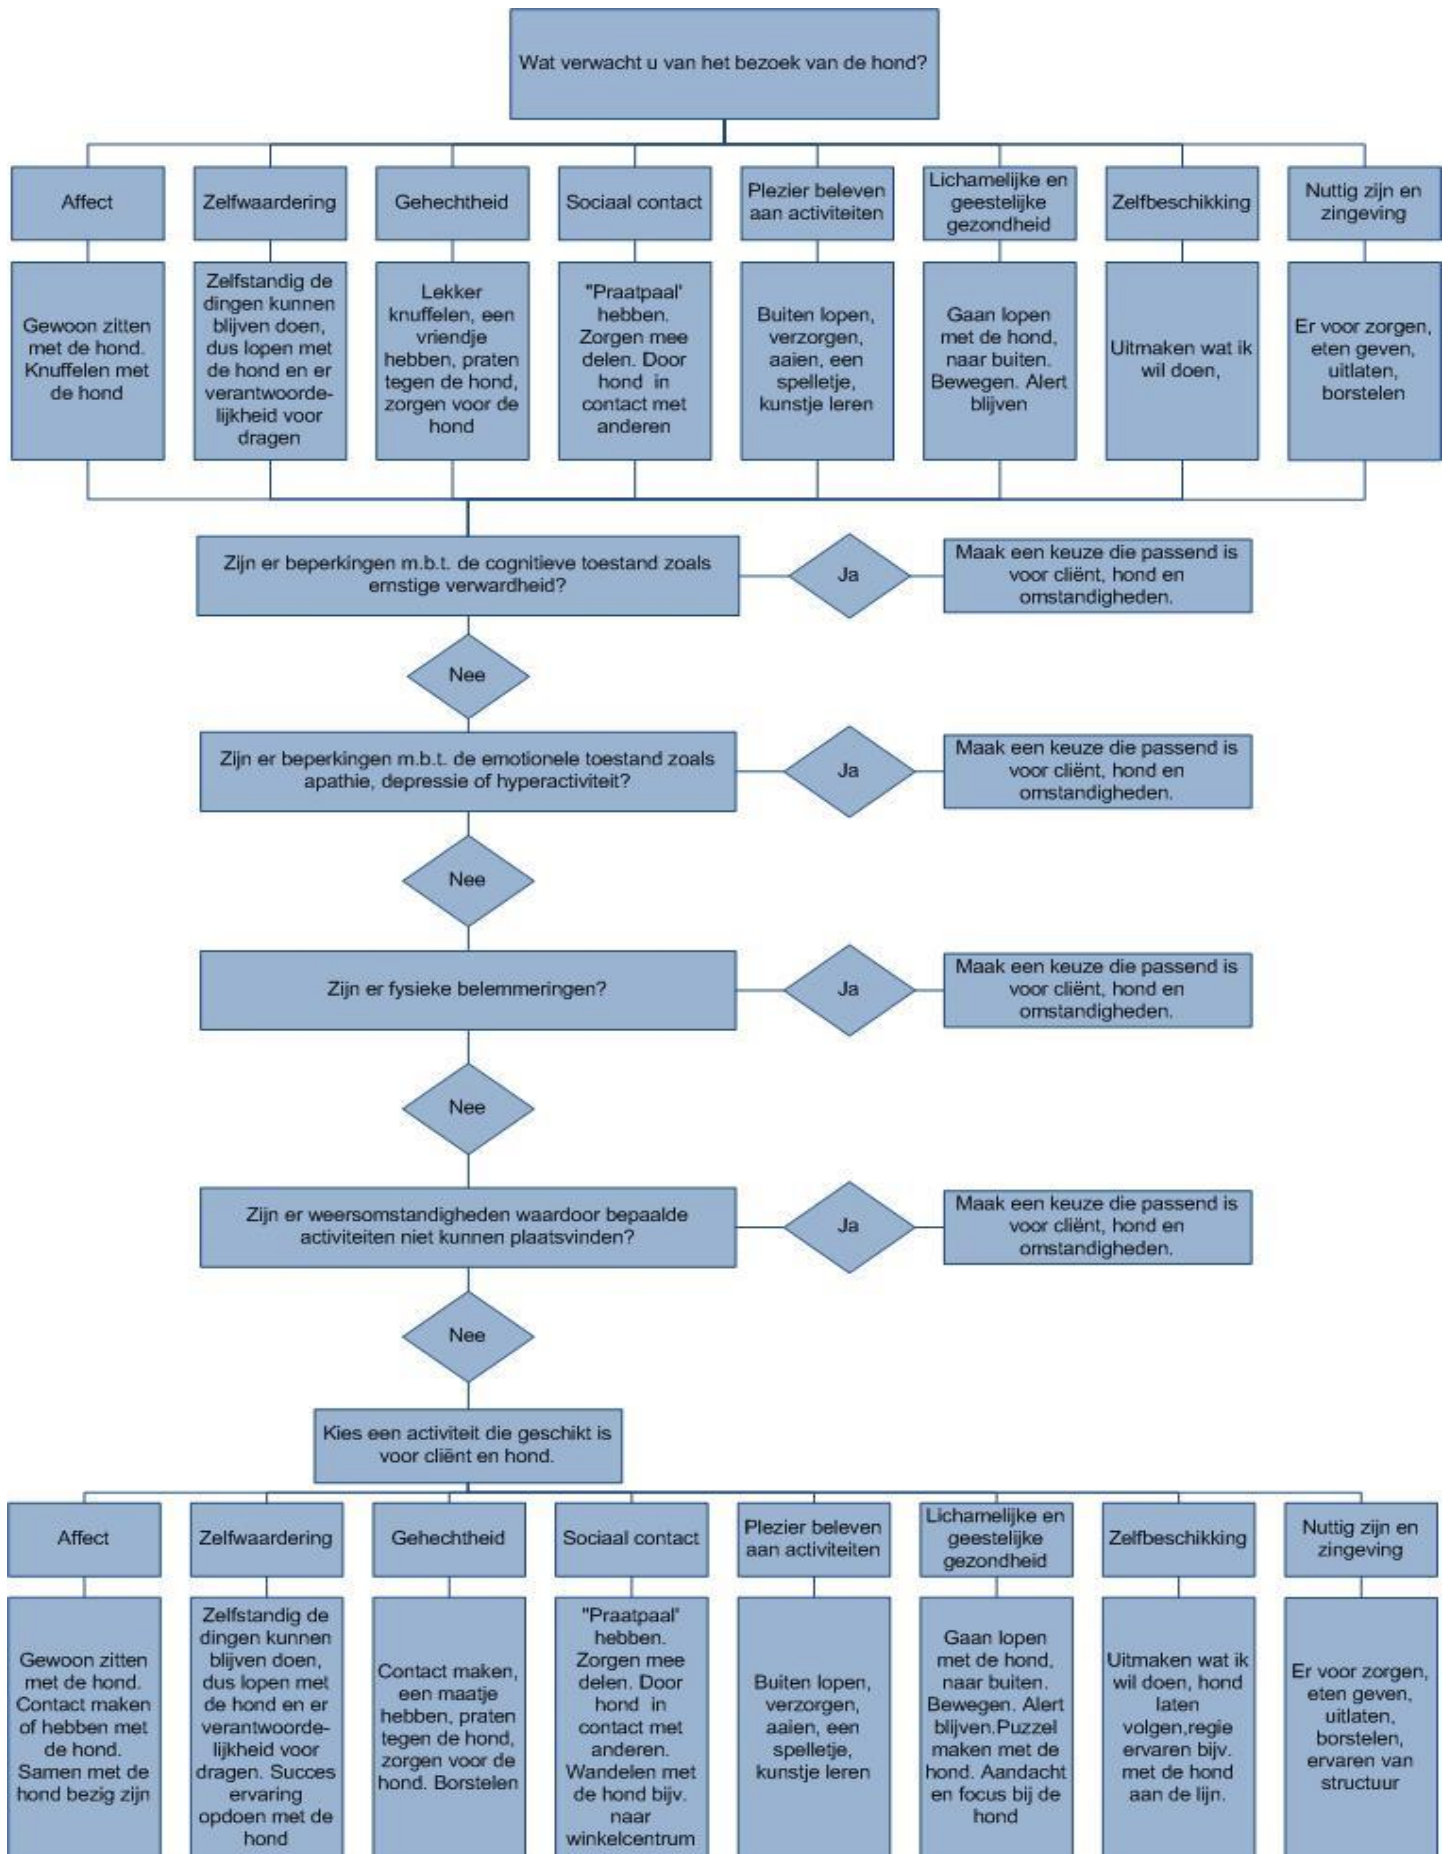 Wat verwacht u van het bezoek van de hond?
Affect
Zelfwaardering
Gehechtheid
Sociaal contact
Plezier beleven
aan activiteiten
Lichamelijke en
geestelijke
gezondheid
Zelfbeschikking
Nuttig zijn en
zingeving
Gewoon zitten
met de hond.
Knuffelen met
de hond
Zelfstandig de
dingen kunnen
blijven doen,
dus lopen met
de hond en er
verantwoorde-
lijkheid voor
dragen
Lekker
knuffelen, een
vriendje
hebben, praten
tegen de hond,
zorgen voor de
hond
"Praatpaal'
hebben.
Zorgen mee
delen. Door
hond in
contact met
anderen
Buiten lopen,
verzorgen,
aaien, een
spelletje,
kunstje leren
Gaan lopen
met de hond,
naar buiten.
Bewegen. Alert
blijven
Uitmaken wat ik
wil doen,
Er voor zorgen,
eten geven,
uitlaten,
borstelen
Zijn er beperkingen m.b.t. de cognitieve toestand zoals
ernstige verwardheid?
Ja
Maak een keuze die passend is
voor cliënt, hond en
omstandigheden.
Nee
Zijn er beperkingen m.b.t. de emotionele toestand zoals
apathie, depressie of hyperactiviteit?
Ja
Maak een keuze die passend is
voor cliënt, hond en
omstandigheden.
Nee
Zijn er fysieke belemmeringen?
Ja
Maak een keuze die passend is
voor cliënt, hond en
omstandigheden.
Nee
Zijn er weersomstandigheden waardoor bepaalde
activiteiten niet kunnen plaatsvinden?
Ja
Maak een keuze die passend is
voor cliënt, hond en
omstandigheden.
Nee
Kies een activiteit die geschikt is
voor cliënt en hond.
Affect
Zelfwaardering
Gehechtheid
Sociaal contact
Plezier beleven
aan activiteiten
Lichamelijke en
geestelijke
gezondheid
Zelfbeschikking
Nuttig zijn en
zingeving
Gewoon zitten
met de hond.
Contact maken
of hebben met
de hond.
Samen met de
hond bezig zijn
Zelfstandig de
dingen kunnen
blijven doen,
dus lopen met
de hond en er
verantwoorde-
lijkheid voor
dragen. Succes
ervaring
opdoen met de
hond
Contact maken,
een maatje
hebben, praten
tegen de hond,
zorgen voor de
hond. Borstelen
"Praatpaal'
hebben.
Zorgen mee
delen. Door
hond in
contact met
anderen.
Wandelen met
de hond bijv.
naar
winkelcentrum
Buiten lopen,
verzorgen,
aaien, een
spelletje,
kunstje leren
Gaan lopen
met de hond,
naar buiten.
Bewegen. Alert
blijven.Puzzel
maken met de
hond. Aandacht
en focus bij de
hond
Uitmaken wat ik
wil doen, hond
laten
volgen,regie
ervaren bijv.
met de hond
aan de lijn.
Er voor zorgen,
eten geven,
uitlaten,
borstelen,
ervaren van
structuur